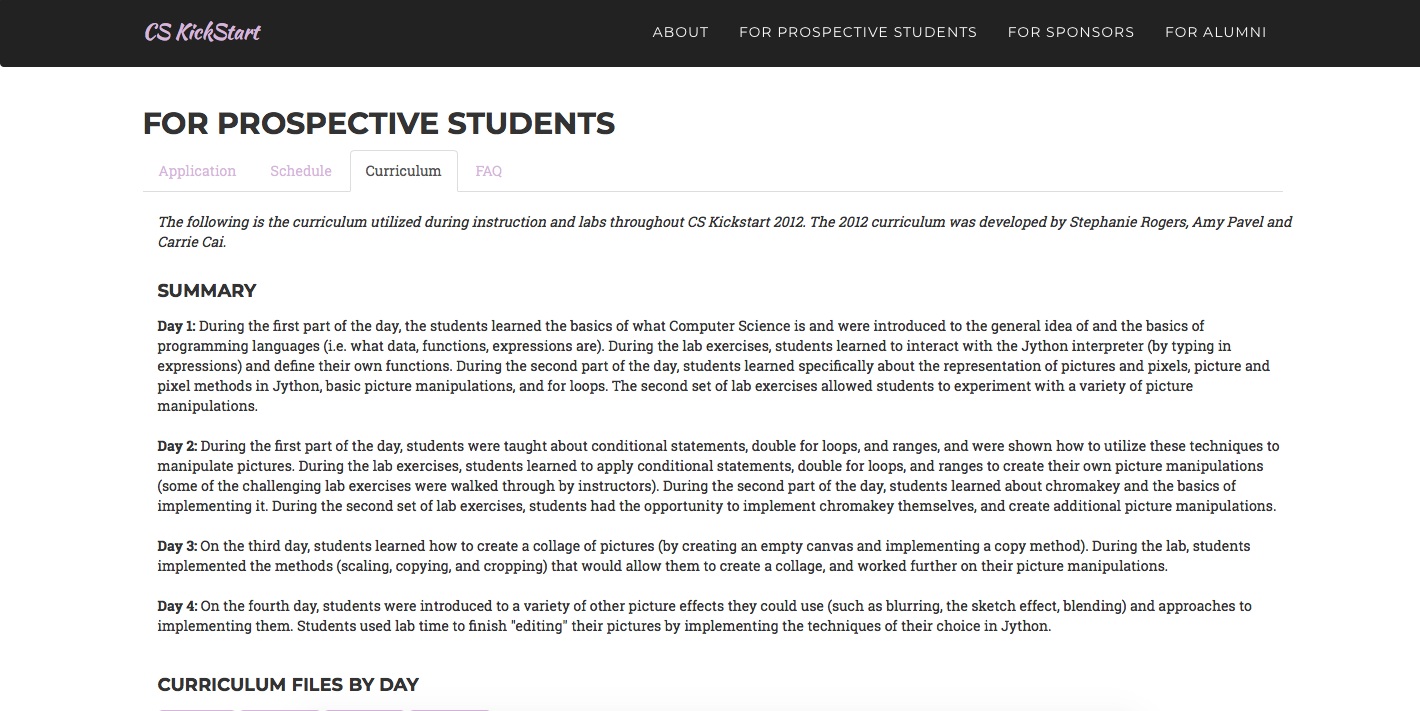 CS KickStart
ABOUT
FOR PROSPECTIVE STUDENTS
FOR SPONSORS
FOR ALUMNI
FOR PROSPECTIVE STUDENTS
Application
Schedule
Curriculum
FAQ
The following is the curriculum utilized during instruction and labs throughout CS Kickstart 2012. The 2012 curriculum was developed by Stephanie Rogers, Amy Pavel and
Carrie Cai.
SUMMARY
Day 1: During the first part of the day, the students learned the basics of what Computer Science is and were introduced to the general idea of and the basics of
programming languages (i.e. what data, functions, expressions are). During the lab exercises, students learned to interact with the Jython interpreter (by typing in
expressions) and define their own functions. During the second part of the day, students learned specifically about the representation of pictures and pixels, picture and
pixel methods in Jython, basic picture manipulations, and for loops. The second set of lab exercises allowed students to experiment with a variety of picture
manipulations.
Day 2: During the first part of the day, students were taught about conditional statements, double for loops, and ranges, and were shown how to utilize these techniques to
manipulate pictures. During the lab exercises, students learned to apply conditional statements, double for loops, and ranges to create their own picture manipulations
(some of the challenging lab exercises were walked through by instructors). During the second part of the day, students learned about chromakey and the basics of
implementing it. During the second set of lab exercises, students had the opportunity to implement chromakey themselves, and create additional picture manipulations.
Day 3: On the third day, students learned how to create a collage of pictures (by creating an empty canvas and implementing a copy method). During the lab, students
implemented the methods (scaling, copying, and cropping) that would allow them to create a collage, and worked further on their picture manipulations.
Day 4: On the fourth day, students were introduced to a variety of other picture effects they could use (such as blurring, the sketch effect, blending) and approaches to
implementing them. Students used lab time to finish "editing" their pictures by implementing the techniques of their choice in Jython.
CURRICULUM FILES BY DAY